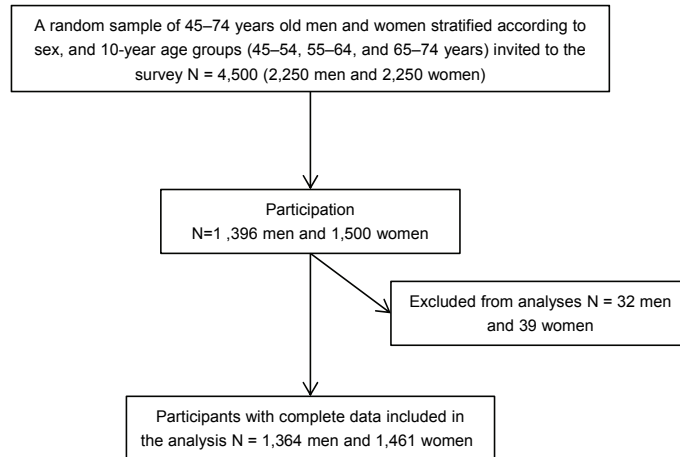 A random sample of 45–74 years old men and women stratified according to
sex, and 10-year age groups (45–54, 55–64, and 65–74 years) invited to the
survey N = 4,500 (2,250 men and 2,250 women)
Participation
N=1 ,396 men and 1,500 women
Excluded from analyses N = 32 men
and 39 women
Participants with complete data included in
the analysis N = 1,364 men and 1,461 women